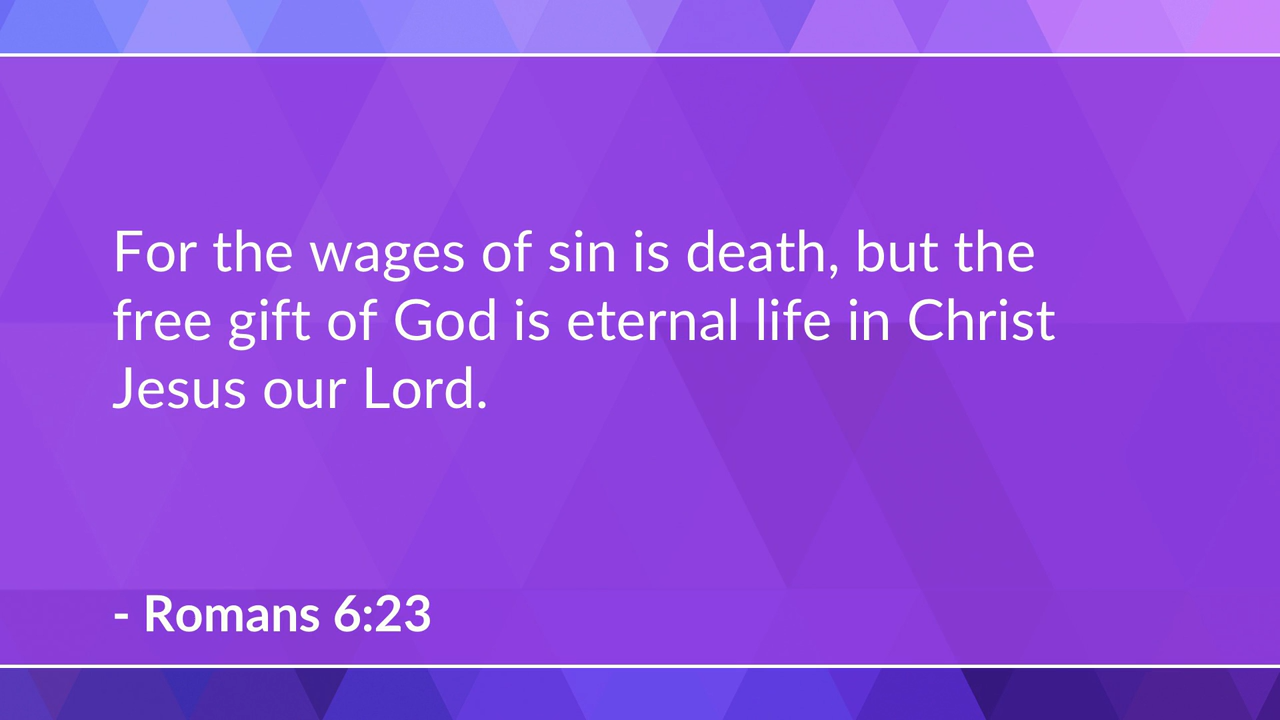 For the wages of sin is death, but the
free gift of God is eternal life in Christ
Jesus our Lord.
- Romans 6:23